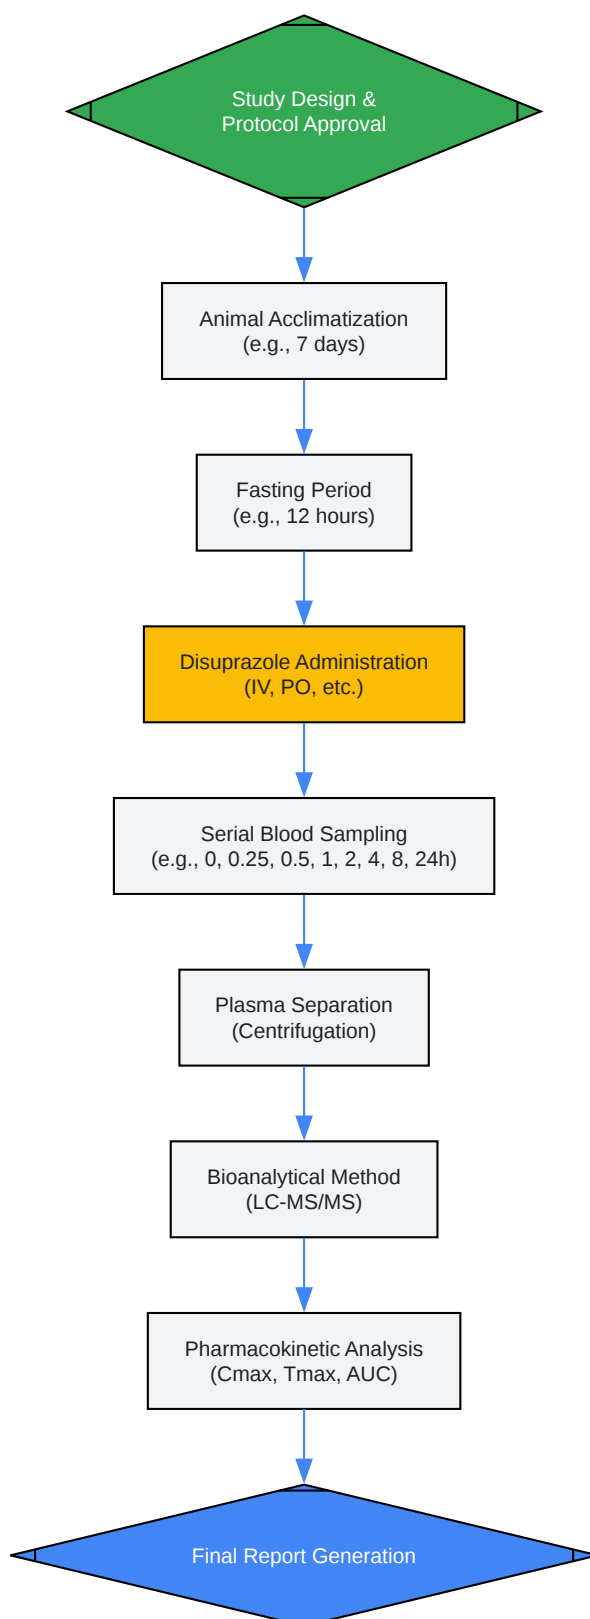 Study Design &
Protocol Approval
Animal Acclimatization
(e.g., 7 days)
Fasting Period
(e.g., 12 hours)
Disuprazole Administration
(IV, PO, etc.)
Serial Blood Sampling
(e.g., 0, 0.25, 0.5, 1, 2, 4, 8, 24h)
Plasma Separation
(Centrifugation)
Bioanalytical Method
(LC-MS/MS)
Pharmacokinetic Analysis
(Cmax, Tmax, AUC)
Final Report Generation